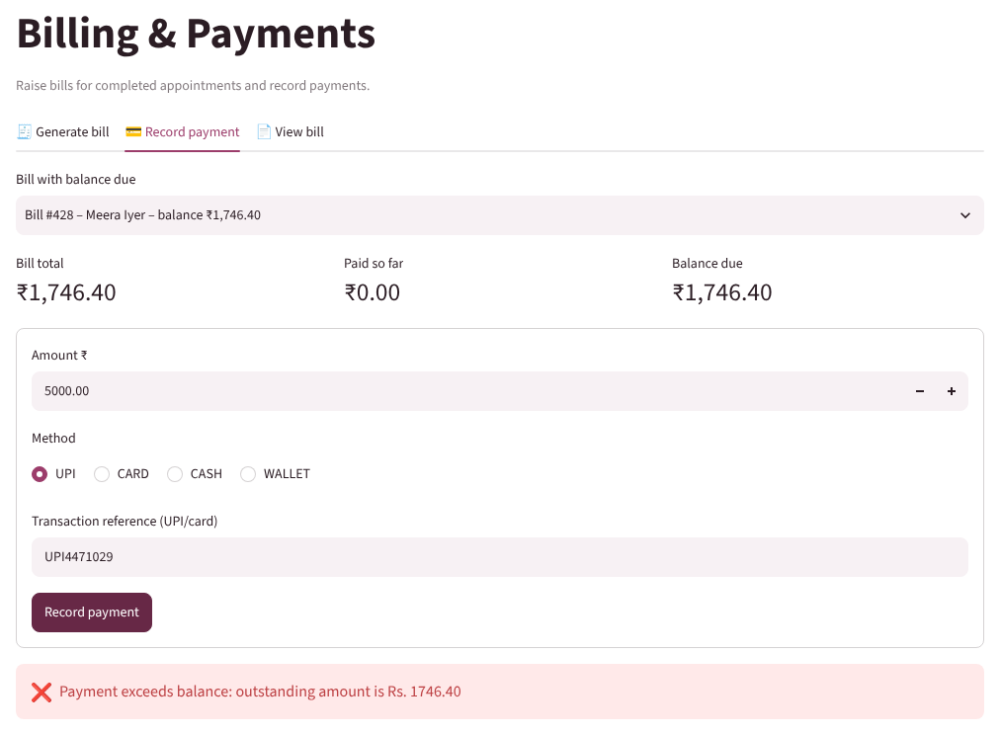 Billing & Payments
Raise bills for completed appointments and record payments.
🧾 Generate bill 💳 Record payment 📄 View bill
Bill with balance due
Bill #428 – Meera Iyer – balance ₹1,746.40
Bill total Paid so far Balance due
₹1,746.40 ₹0.00 ₹1,746.40
Amount ₹
5000.00
Method
UPI CARD CASH WALLET
Transaction reference (UPI/card)
UPI4471029
Record payment
❌ Payment exceeds balance: outstanding amount is Rs. 1746.40